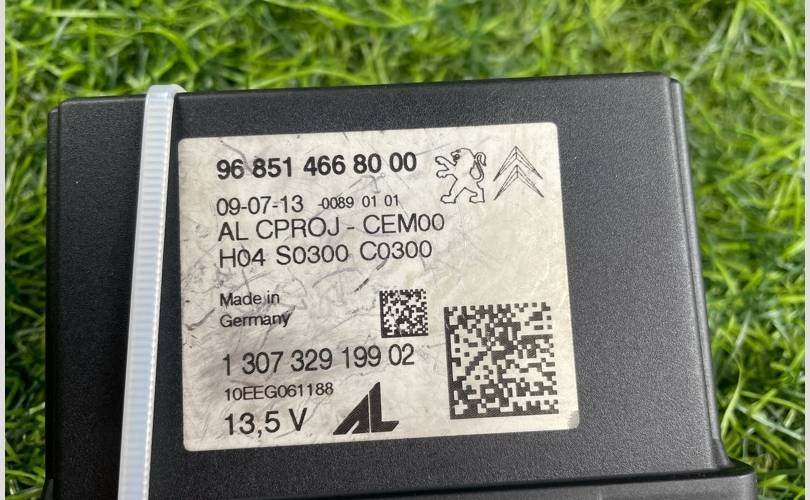 96 851 466 80 00
09-07-13 -0089 01 01
AL CPROJ - CEM00
H04 S0300 C0300
Made in
Germany
1 307 329 199 02
10EEG061188
13,5 V AL